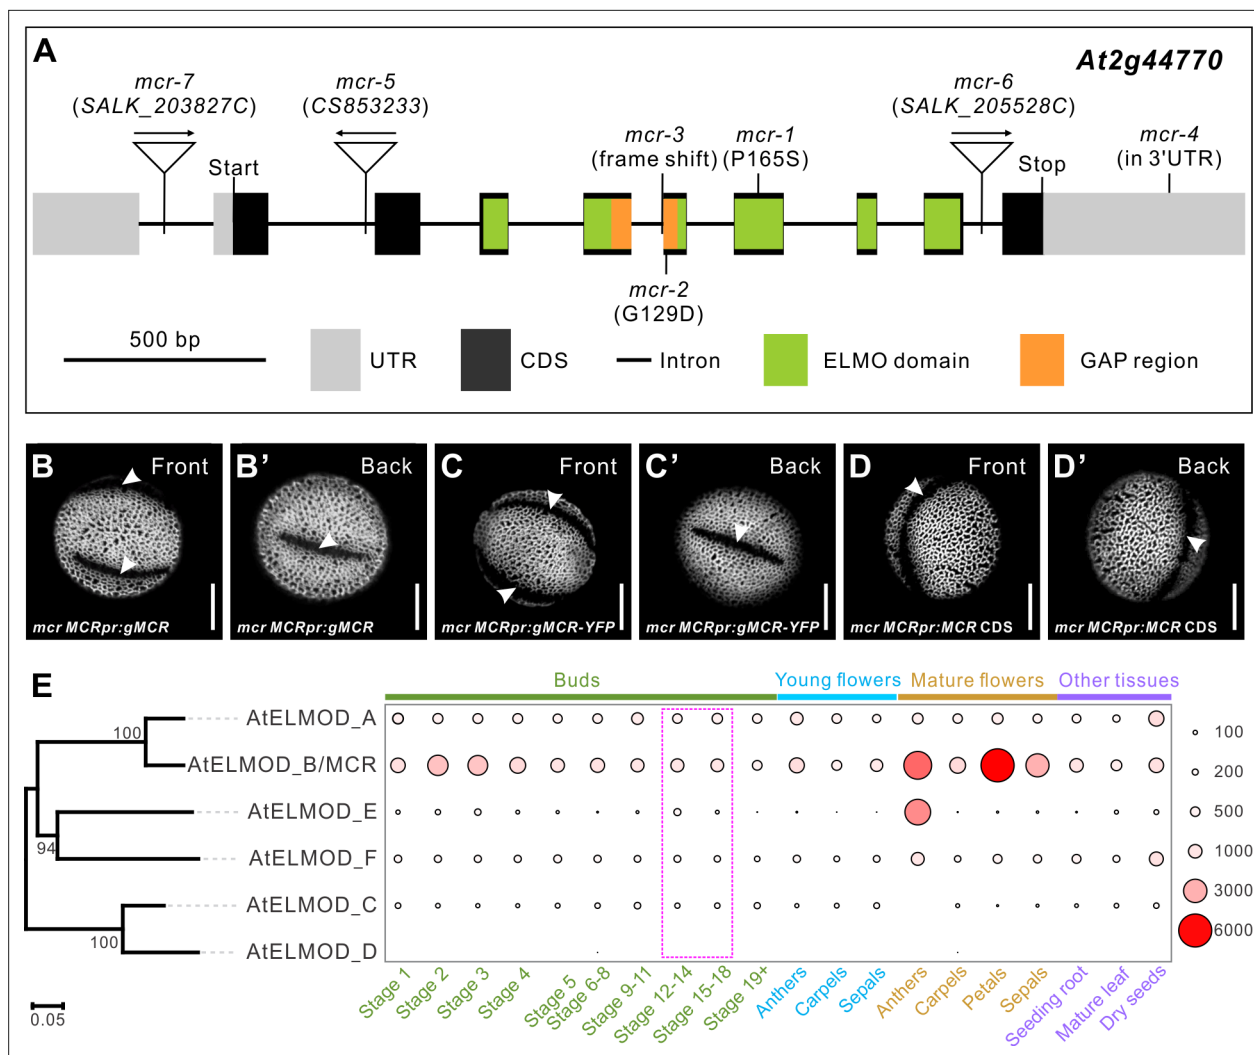 A
At2g44770
mcr-7
(SALK_203827C)
mcr-5
(CS853233)
mcr-6
(SALK_205528C)
mcr-3
(frame shift)
mcr-1
(P165S)
mcr-4
(in 3'UTR)
Start
Stop
mcr-2
(G129D)
500 bp
UTR
CDS
Intron
ELMO domain
GAP region
B
Front
mcr MCRpr:gMCR
B’
Back
mcr MCRpr:gMCR
C
Front
mcr MCRpr:gMCR-YFP
C’
Back
mcr MCRpr:gMCR-YFP
D
Front
mcr MCRpr:MCR CDS
D’
Back
mcr MCRpr:MCR CDS
E
Buds
Young flowers
Mature flowers
Other tissues
AtELMOD_A
AtELMOD_B/MCR
AtELMOD_E
AtELMOD_F
AtELMOD_C
AtELMOD_D
100
94
100
0.05
100
200
500
1000
3000
6000
Stage 1
Stage 2
Stage 3
Stage 4
Stage 5
Stage 6-8
Stage 9-11
Stage 12-14
Stage 15-18
Stage 19+
Anthers
Carpels
Sepals
Anthers
Carpels
Petals
Sepals
Seeding root
Mature leaf
Dry seeds